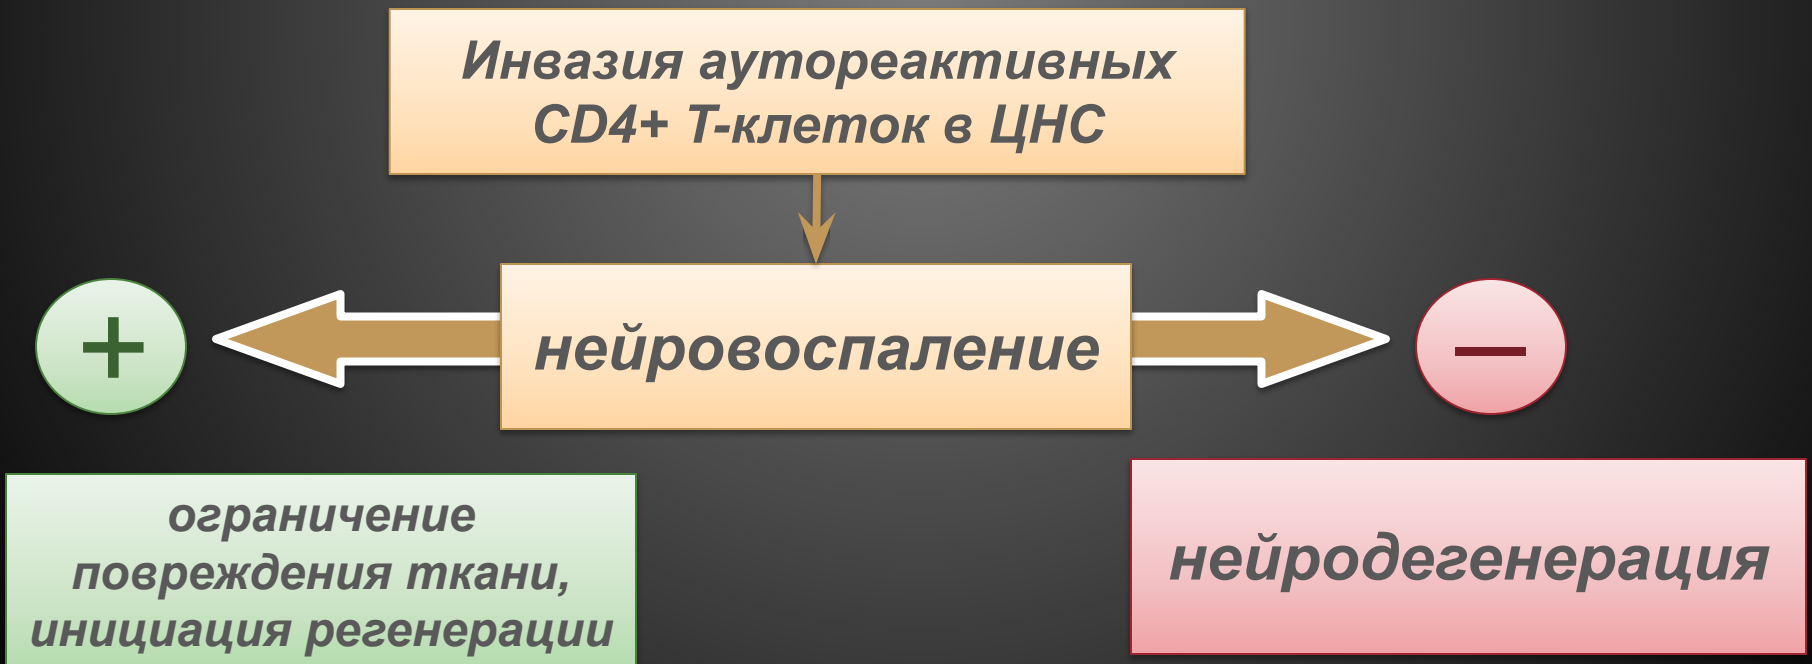 Инвазия аутореактивных
CD4+ Т-клеток в ЦНС
+
нейровоспаление
–
ограничение
повреждения ткани,
инициация регенерации
нейродегенерация